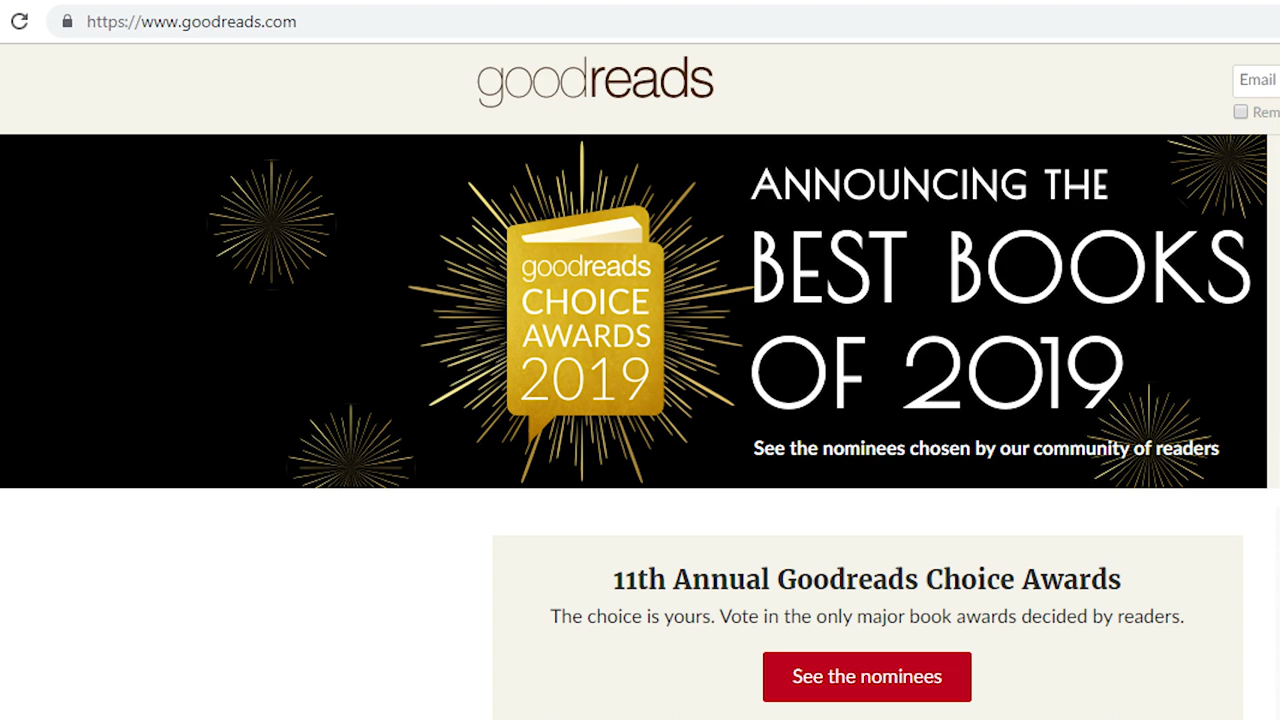 https://www.goodreads.com
goodreads
Email
Rem
goodreads
CHOICE
AWARDS
2019
ANNOUNCING THE
BEST BOOKS
OF 2019
See the nominees chosen by our community of readers
11th Annual Goodreads Choice Awards
The choice is yours. Vote in the only major book awards decided by readers.
See the nominees